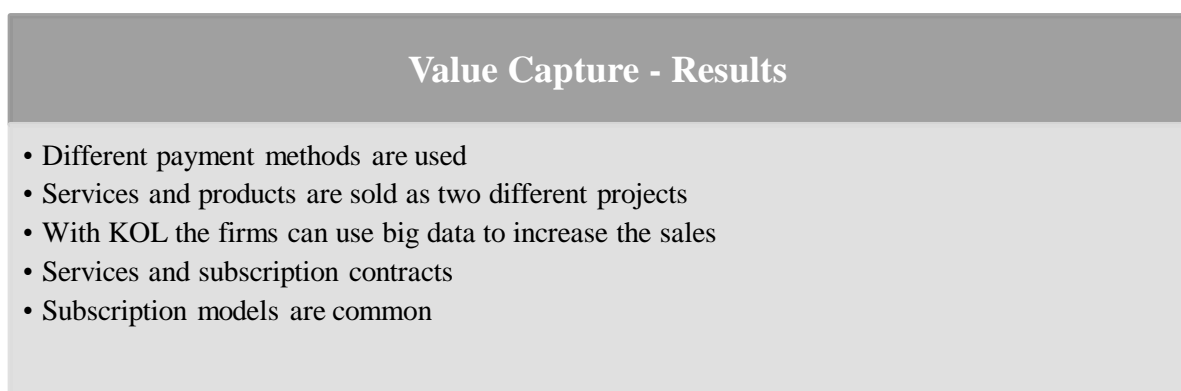 Value Capture - Results
• Different payment methods are used
• Services and products are sold as two different projects
• With KOL the firms can use big data to increase the sales
• Services and subscription contracts
• Subscription models are common